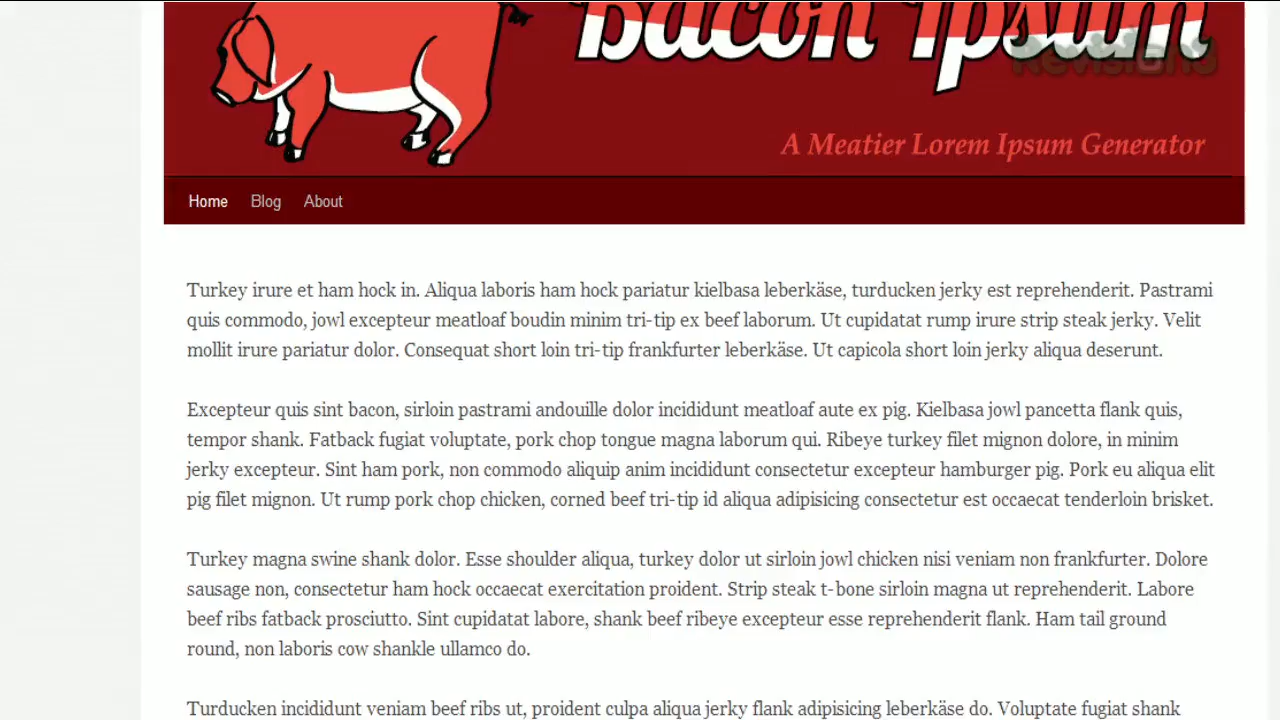 Bacon Ipsum
Revision3
A Meatier Lorem Ipsum Generator
Home Blog About
Turkey irure et ham hock in. Aliqua laboris ham hock pariatur kielbasa leberkäse, turducken jerky est reprehenderit. Pastrami
quis commodo, jowl excepteur meatloaf boudin minim tri-tip ex beef laborum. Ut cupidatat rump irure strip steak jerky. Velit
mollit irure pariatur dolor. Consequat short loin tri-tip frankfurter leberkäse. Ut capicola short loin jerky aliqua deserunt.
Excepteur quis sint bacon, sirloin pastrami andouille dolor incididunt meatloaf aute ex pig. Kielbasa jowl pancetta flank quis,
tempor shank. Fatback fugiat voluptate, pork chop tongue magna laborum qui. Ribeye turkey filet mignon dolore, in minim
jerky excepteur. Sint ham pork, non commodo aliquip anim incididunt consectetur excepteur hamburger pig. Pork eu aliqua elit
pig filet mignon. Ut rump pork chop chicken, corned beef tri-tip id aliqua adipisicing consectetur est occaecat tenderloin brisket.
Turkey magna swine shank dolor. Esse shoulder aliqua, turkey dolor ut sirloin jowl chicken nisi veniam non frankfurter. Dolore
sausage non, consectetur ham hock occaecat exercitation proident. Strip steak t-bone sirloin magna ut reprehenderit. Labore
beef ribs fatback prosciutto. Sint cupidatat labore, shank beef ribeye excepteur esse reprehenderit flank. Ham tail ground
round, non laboris cow shankle ullamco do.
Turducken incididunt veniam beef ribs ut, proident culpa aliqua jerky flank adipisicing leberkäse do. Voluptate fugiat shank